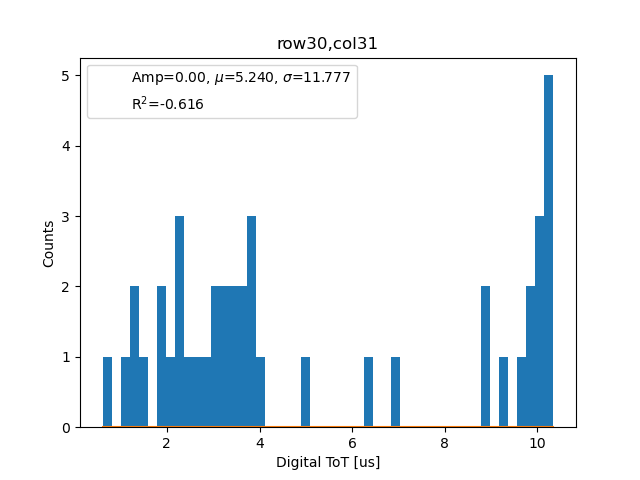 row30,col31
Amp=0.00, μ=5.240, σ=11.777
R²=-0.616
5
4
3
2
1
0
Counts
2 4 6 8 10
Digital ToT [us]